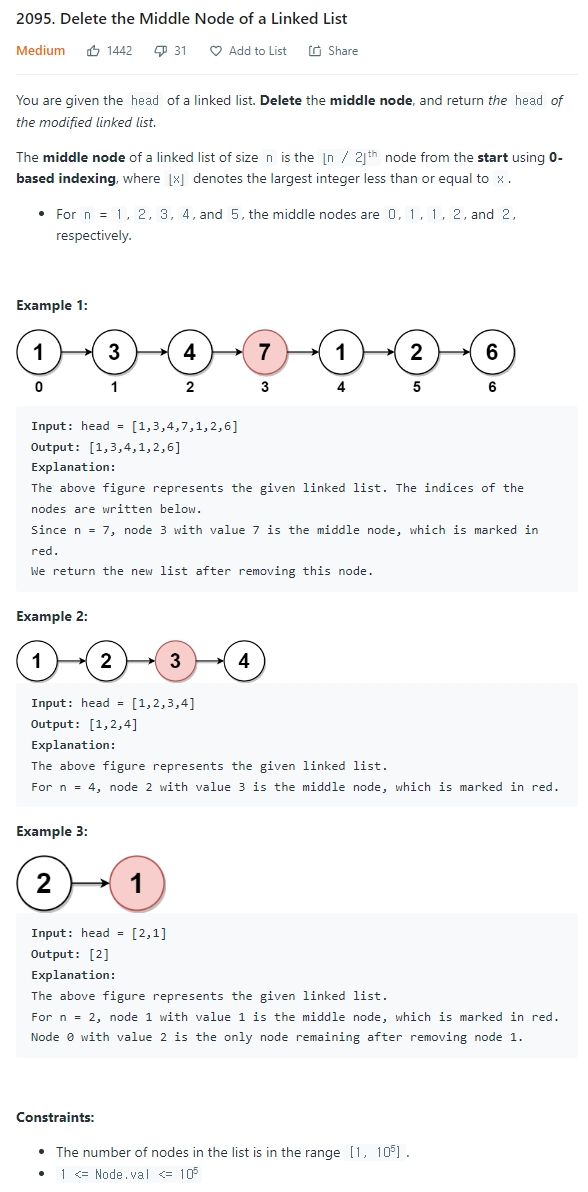 2095. Delete the Middle Node of a Linked List
Medium 1442 31 Add to List Share
You are given the head of a linked list. Delete the middle node, and return the head of
the modified linked list.
The middle node of a linked list of size n is the ⌊n / 2⌋th node from the start using 0-
based indexing, where ⌊x⌋ denotes the largest integer less than or equal to x.
• For n = 1, 2, 3, 4, and 5, the middle nodes are 0, 1, 1, 2, and 2,
respectively.
Example 1:
1 3 4 7 1 2 6
0 1 2 3 4 5 6
Input: head = [1,3,4,7,1,2,6]
Output: [1,3,4,1,2,6]
Explanation:
The above figure represents the given linked list. The indices of the
nodes are written below.
Since n = 7, node 3 with value 7 is the middle node, which is marked in
red.
We return the new list after removing this node.
Example 2:
1 2 3 4
Input: head = [1,2,3,4]
Output: [1,2,4]
Explanation:
The above figure represents the given linked list.
For n = 4, node 2 with value 3 is the middle node, which is marked in red.
Example 3:
2 1
Input: head = [2,1]
Output: [2]
Explanation:
The above figure represents the given linked list.
For n = 2, node 1 with value 1 is the middle node, which is marked in red.
Node 0 with value 2 is the only node remaining after removing node 1.
Constraints:
• The number of nodes in the list is in the range [1, 10⁵].
• 1 <= Node.val <= 10⁵